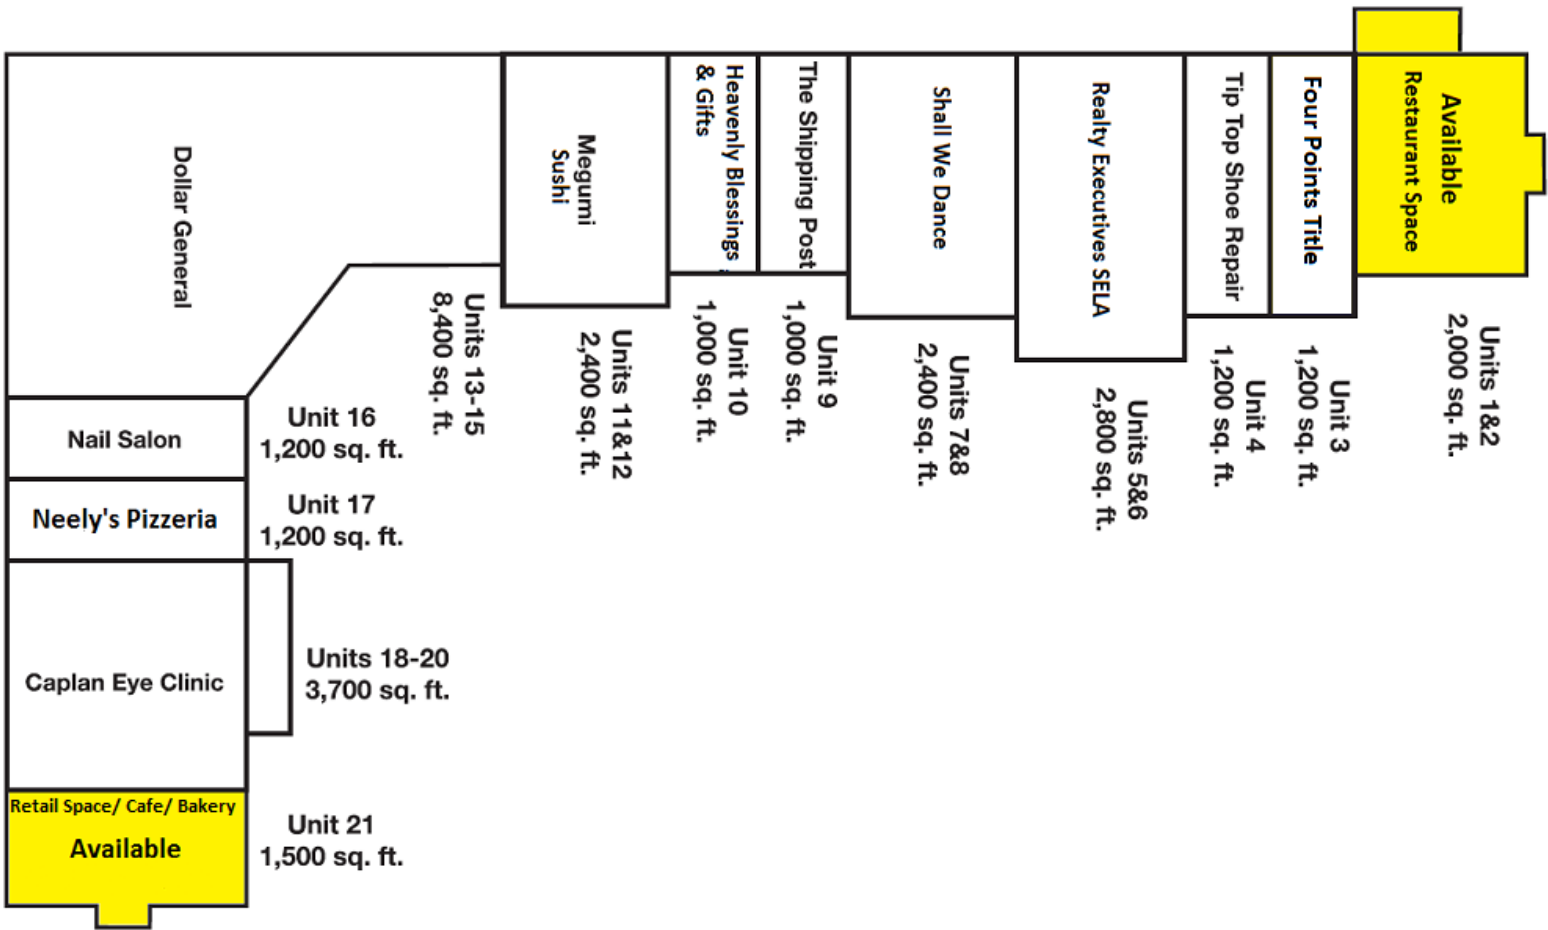 Dollar General
Units 13-15
8,400 sq. ft.
Megumi
Sushi
Units 11&12
2,400 sq. ft.
Heavenly Blessings
& Gifts
Unit 10
1,000 sq. ft.
The Shipping Post
Unit 9
1,000 sq. ft.
Shall We Dance
Units 7&8
2,400 sq. ft.
Realty Executives SELA
Units 5&6
2,800 sq. ft.
Tip Top Shoe Repair
Unit 4
1,200 sq. ft.
Four Points Title
Unit 3
1,200 sq. ft.
Available
Restaurant Space
Units 1&2
2,000 sq. ft.
Nail Salon
Unit 16
1,200 sq. ft.
Neely's Pizzeria
Unit 17
1,200 sq. ft.
Caplan Eye Clinic
Units 18-20
3,700 sq. ft.
Retail Space/ Cafe/ Bakery
Available
Unit 21
1,500 sq. ft.